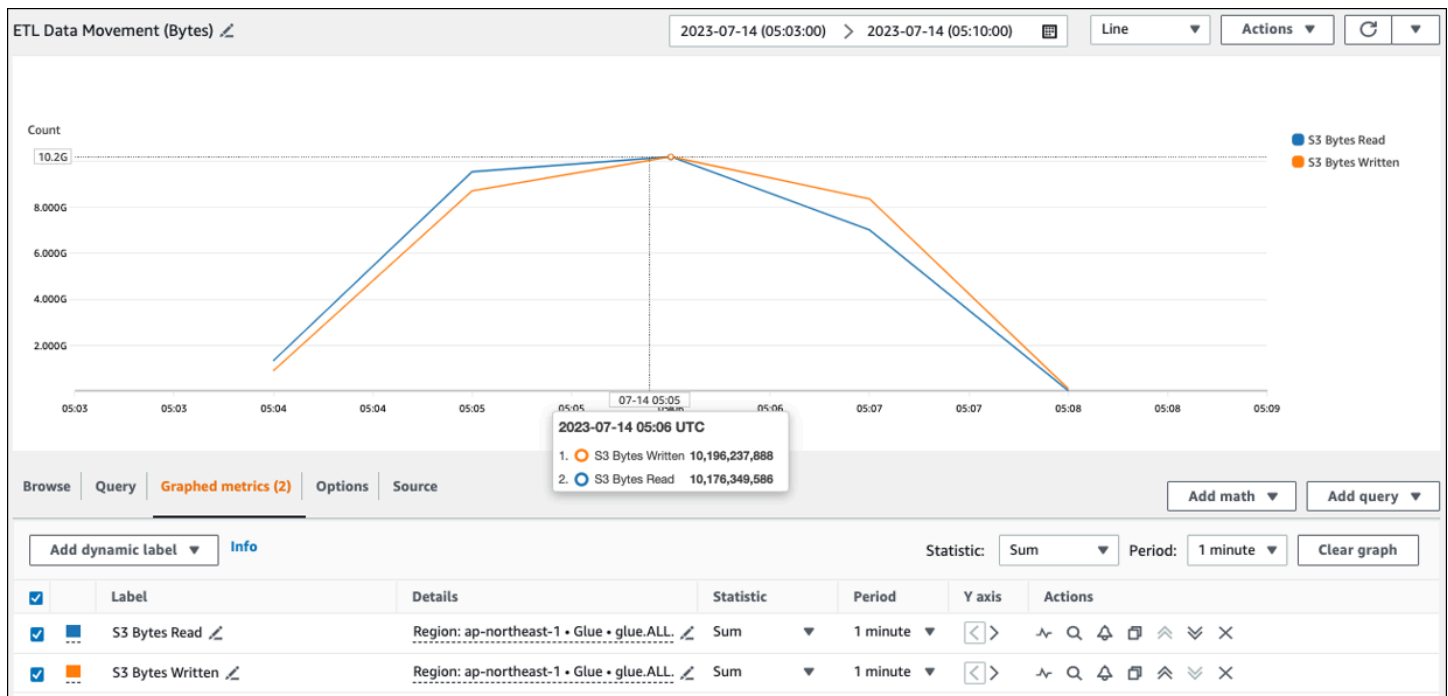 ETL Data Movement (Bytes)
2023-07-14 (05:03:00) > 2023-07-14 (05:10:00)
Line
Actions
Count
10.2G
8.000G
6.000G
4.000G
2.000G
S3 Bytes Read
S3 Bytes Written
05:03 05:03 05:04 05:04 05:05 05:05 05:06 05:06 05:07 05:07 05:08 05:08 05:09
07-14 05:05
2023-07-14 05:06 UTC
1. S3 Bytes Written 10,196,237,888
2. S3 Bytes Read 10,176,349,586
Browse Query Graphed metrics (2) Options Source
Add math Add query
Add dynamic label Info Statistic: Sum Period: 1 minute Clear graph
Label Details Statistic Period Y axis Actions
S3 Bytes Read Region: ap-northeast-1 • Glue • glue.ALL. Sum 1 minute < >
S3 Bytes Written Region: ap-northeast-1 • Glue • glue.ALL. Sum 1 minute < >